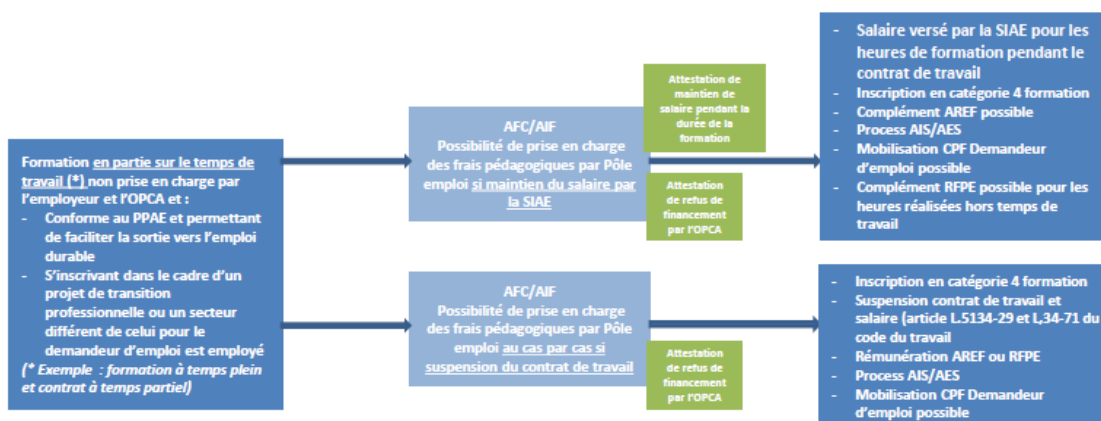 Formation en partie sur le temps de
travail (*) non prise en charge par
l'employeur et l'OPCA et :
- Conforme au PPAE et permettant
de faciliter la sortie vers l'emploi
durable
- S'inscrivant dans le cadre d'un
projet de transition
professionnelle ou un secteur
différent de celui pour le
demandeur d'emploi est employé
(* Exemple : formation à temps plein
et contrat à temps partiel)
AFC/AIF
Possibilité de prise en charge
des frais pédagogiques par Pôle
emploi si maintien du salaire par
la SIAE
Attestation de
maintien de
salaire pendant la
durée de la
formation
Attestation
de refus de
financement
par l'OPCA
- Salaire versé par la SIAE pour les
heures de formation pendant le
contrat de travail
- Inscription en catégorie 4 formation
- Complément AREF possible
- Process AIS/AES
- Mobilisation CPF Demandeur
d'emploi possible
- Complément RFPE possible pour les
heures réalisées hors temps de
travail
AFC/AIF
Possibilité de prise en charge
des frais pédagogiques par Pôle
emploi au cas par cas si
suspension du contrat de travail
Attestation
de refus de
financement
par l'OPCA
- Inscription en catégorie 4 formation
- Suspension contrat de travail et
salaire (article L.5134-29 et L,34-71 du
code du travail
- Rémunération AREF ou RFPE
- Process AIS/AES
- Mobilisation CPF Demandeur
d'emploi possible